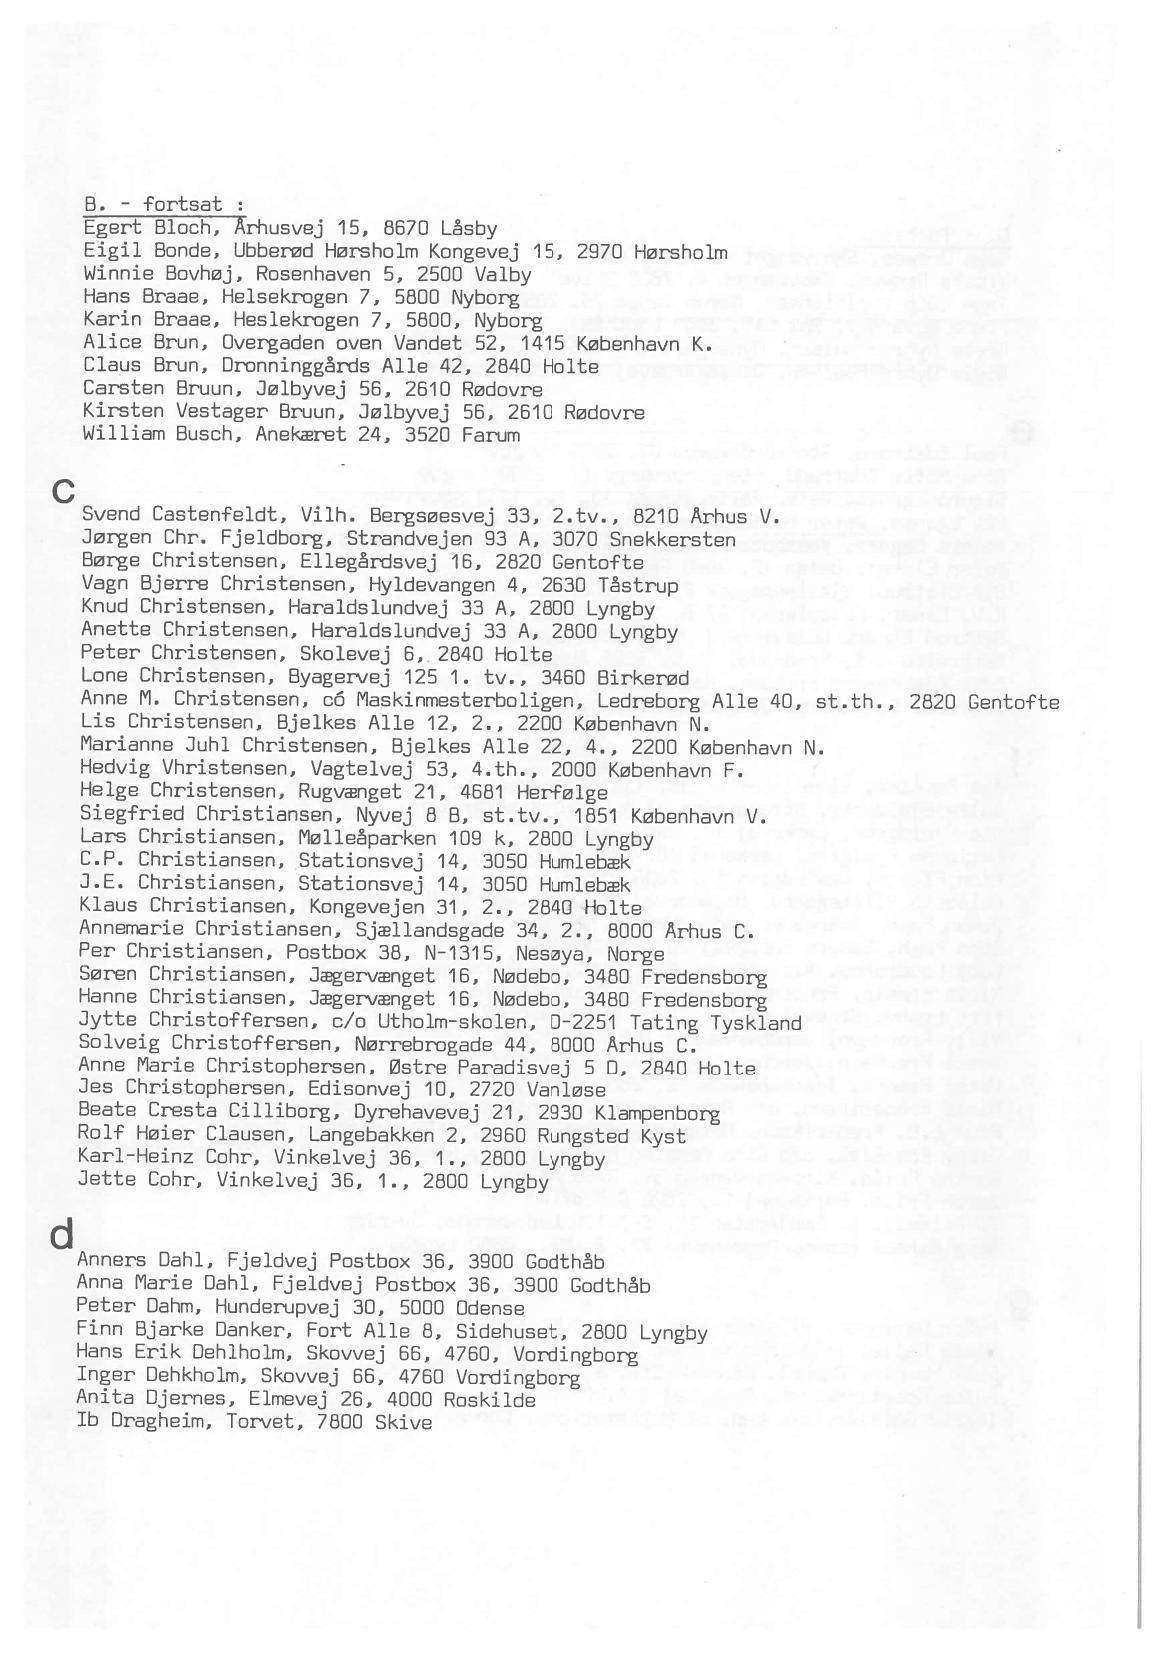 B. - fortsat :
Egert Bloch, Århusvej 15, 8670 Låsby
Eigil Bonde, Ubberød Hørsholm Kongevej 15, 2970 Hørsholm
Winnie Bovhøj, Rosenhaven 5, 2500 Valby
Hans Braae, Helsekrogen 7, 5800 Nyborg
Karin Braae, Heslekrogen 7, 5800, Nyborg
Alice Brun, Overgaden oven Vandet 52, 1415 København K.
Claus Brun, Dronninggårds Alle 42, 2840 Holte
Carsten Bruun, Jølbyvej 56, 2610 Rødovre
Kirsten Vestager Bruun, Jølbyvej 56, 2610 Rødovre
William Busch, Anekæret 24, 3520 Farum
c
Svend Castenfeldt, Vilh. Bergsøesvej 33, 2.tv., 8210 Århus V.
Jørgen Chr. Fjeldborg, Strandvejen 93 A, 3070 Snekkersten
Børge Christensen, Ellegårdsvej 16, 2820 Gentofte
Vagn Bjerre Christensen, Hyldevangen 4, 2630 Tåstrup
Knud Christensen, Haraldslundvej 33 A, 2800 Lyngby
Anette Christensen, Haraldslundvej 33 A, 2800 Lyngby
Peter Christensen, Skolevej 6, 2840 Holte
Lone Christensen, Byagervej 125 1. tv., 3460 Birkerød
Anne M. Christensen, có Maskinmesterboligen, Ledreborg Alle 40, st.th., 2820 Gentofte
Lis Christensen, Bjelkes Alle 12, 2., 2200 København N.
Marianne Juhl Christensen, Bjelkes Alle 22, 4., 2200 København N.
Hedvig Vhristensen, Vagtelvej 53, 4.th., 2000 København F.
Helge Christensen, Rugvænget 21, 4681 Herfølge
Siegfried Christiansen, Nyvej 8 B, st.tv., 1851 København V.
Lars Christiansen, Mølleåparken 109 k, 2800 Lyngby
C.P. Christiansen, Stationsvej 14, 3050 Humlebæk
J.E. Christiansen, Stationsvej 14, 3050 Humlebæk
Klaus Christiansen, Kongevejen 31, 2., 2840 Holte
Annemarie Christiansen, Sjællandsgade 34, 2., 8000 Århus C.
Per Christiansen, Postbox 38, N-1315, Nesøya, Norge
Søren Christiansen, Jægervænget 16, Nødebo, 3480 Fredensborg
Hanne Christiansen, Jægervænget 16, Nødebo, 3480 Fredensborg
Jytte Christoffersen, c/o Utholm-skolen, D-2251 Tating Tyskland
Solveig Christoffersen, Nørrebrogade 44, 8000 Århus C.
Anne Marie Christophersen, Østre Paradisvej 5 D, 2840 Holte
Jes Christophersen, Edisonvej 10, 2720 Vanløse
Beate Cresta Cilliborg, Dyrehavevej 21, 2930 Klampenborg
Rolf Høier Clausen, Langebakken 2, 2960 Rungsted Kyst
Karl-Heinz Cohr, Vinkelvej 36, 1., 2800 Lyngby
Jette Cohr, Vinkelvej 36, 1., 2800 Lyngby
d
Anners Dahl, Fjeldvej Postbox 36, 3900 Godthåb
Anna Marie Dahl, Fjeldvej Postbox 36, 3900 Godthåb
Peter Dahm, Hunderupvej 30, 5000 Odense
Finn Bjarke Danker, Fort Alle 8, Sidehuset, 2800 Lyngby
Hans Erik Dehlholm, Skovvej 66, 4760, Vordingborg
Inger Dehkholm, Skovvej 66, 4760 Vordingborg
Anita Djernes, Elmevej 26, 4000 Roskilde
Ib Dragheim, Torvet, 7800 Skive